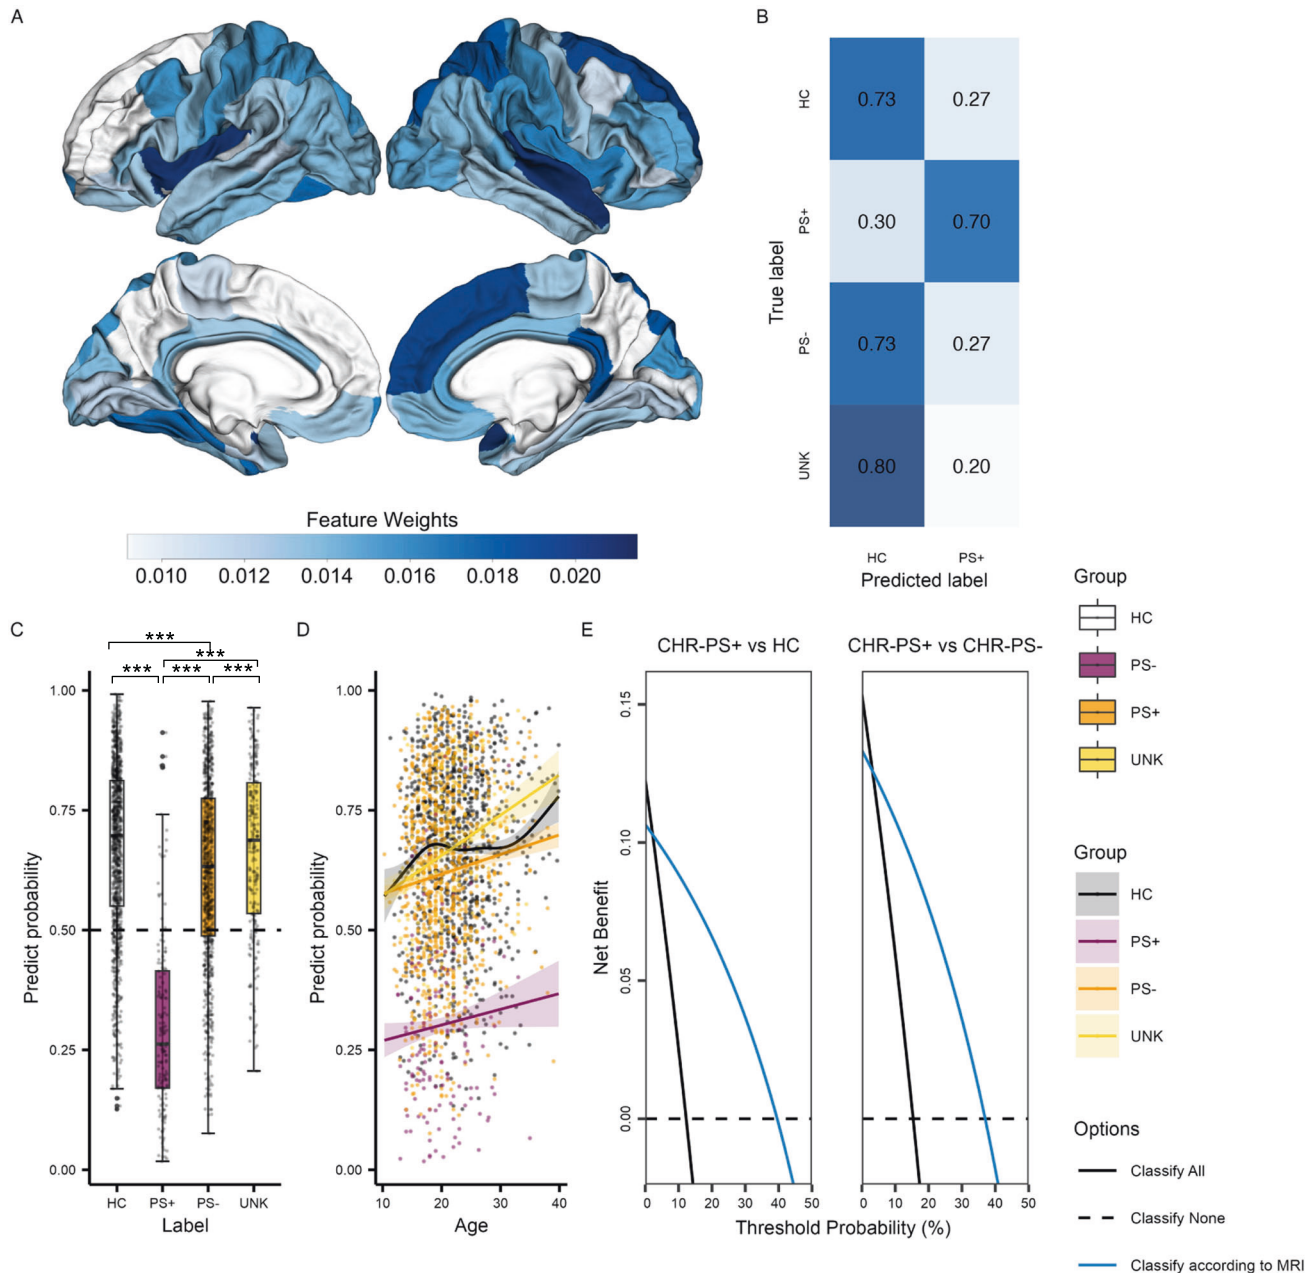 A
Feature Weights
0.010 0.012 0.014 0.016 0.018 0.020
B
True label
HC
0.73 0.27
PS+
0.30 0.70
PS-
0.73 0.27
UNK
0.80 0.20
HC PS+
Predicted label
C
***
***
*** *** ***
Predict probability
1.00
0.75
0.50
0.25
0.00
HC PS+ PS- UNK
Label
D
Predict probability
1.00
0.75
0.50
0.25
0.00
10 20 30 40
Age
E
CHR-PS+ vs HC CHR-PS+ vs CHR-PS-
Net Benefit
0.15
0.10
0.05
0.00
0 10 20 30 40 50 0 10 20 30 40 50
Threshold Probability (%)
Group
HC
PS-
PS+
UNK
Group
HC
PS+
PS-
UNK
Options
Classify All
Classify None
Classify according to MRI